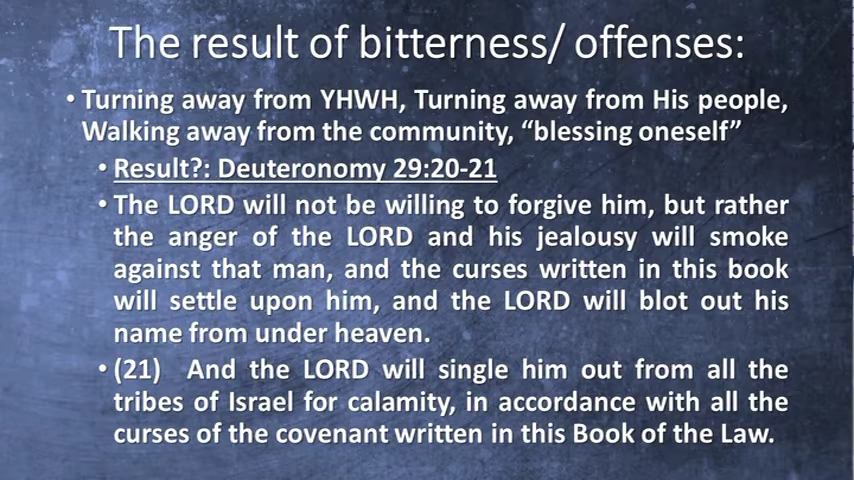 The result of bitterness/ offenses:
• Turning away from YHWH, Turning away from His people,
Walking away from the community, “blessing oneself”
• Result?: Deuteronomy 29:20-21
• The LORD will not be willing to forgive him, but rather
the anger of the LORD and his jealousy will smoke
against that man, and the curses written in this book
will settle upon him, and the LORD will blot out his
name from under heaven.
• (21) And the LORD will single him out from all the
tribes of Israel for calamity, in accordance with all the
curses of the covenant written in this Book of the Law.